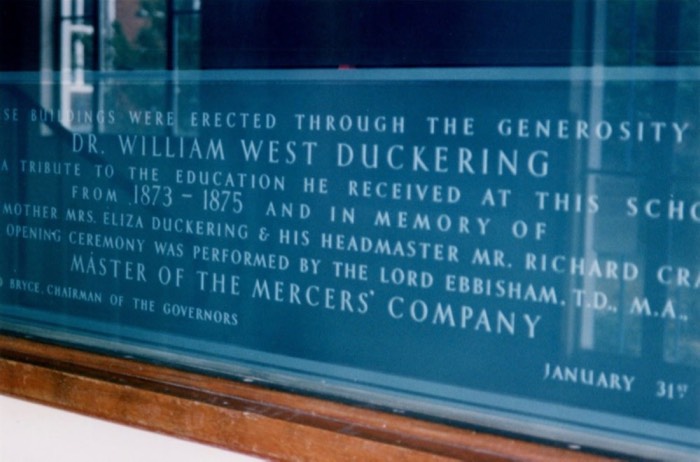 BUILDINGS WERE ERECTED THROUGH THE GENEROSITY
DR. WILLIAM WEST DUCKERING
A TRIBUTE TO THE EDUCATION HE RECEIVED AT THIS
FROM 1873 - 1875 AND IN MEMORY OF
MOTHER MRS. ELIZA DUCKERING & HIS HEADMASTER MR. RICHARD
OPENING CEREMONY WAS PERFORMED BY THE LORD EBBISHAM, T.D., M.A.,
MASTER OF THE MERCERS' COMPANY
BRYCE, CHAIRMAN OF THE GOVERNORS
JANUARY 31ST